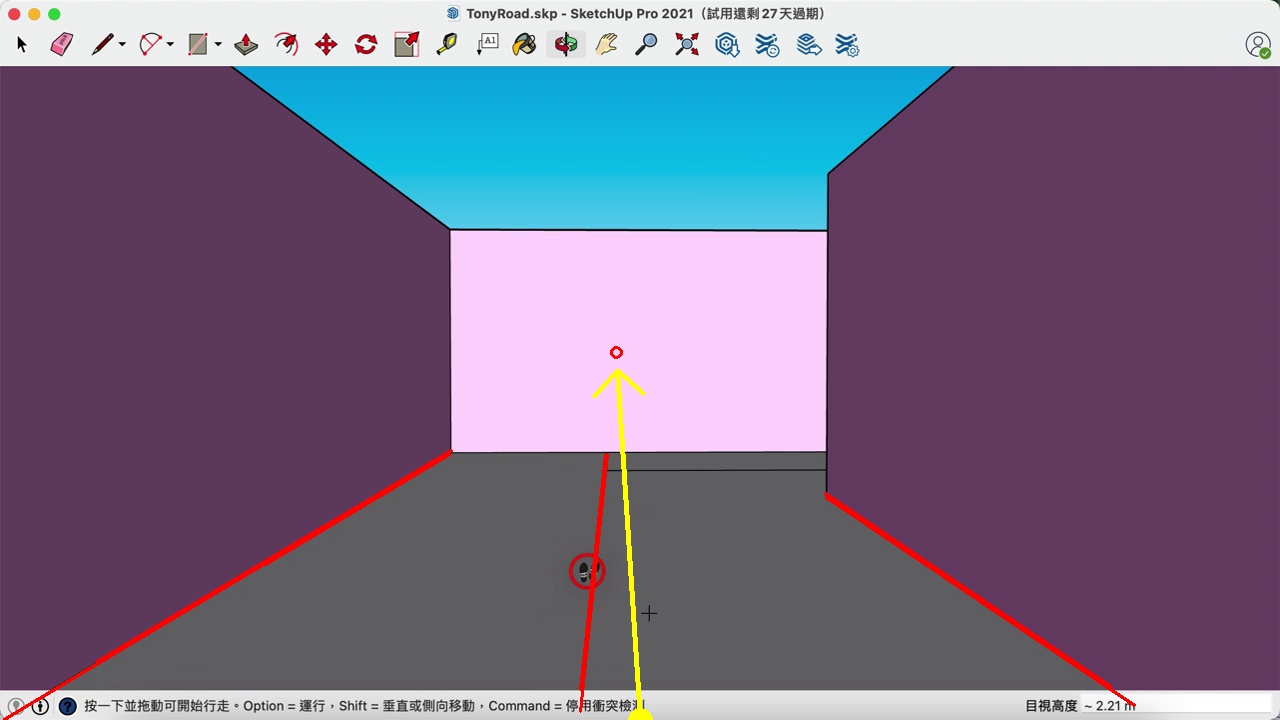 TonyRoad.skp - SketchUp Pro 2021（試用還剩 27 天過期）
A1
按一下並拖動可開始行走。Option = 運行，Shift = 垂直或側向移動，Command = 停用衝突檢測
目視高度 ~ 2.21 m